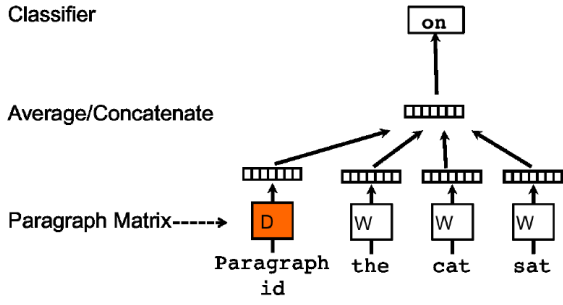 Classifier
on
Average/Concatenate
Paragraph Matrix
D
W
W
W
Paragraph
id
the
cat
sat